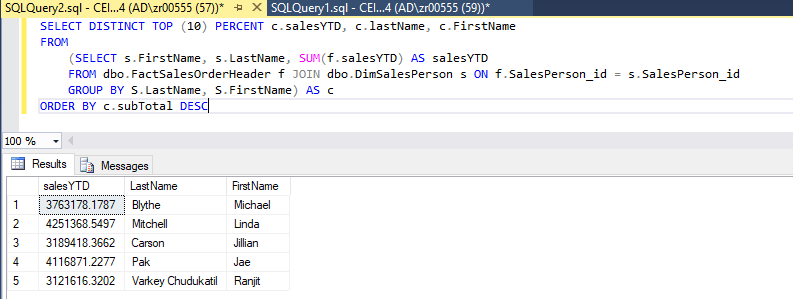 SQLQuery2.sql - CEI...4 (AD\zr00555 (57))* SQLQuery1.sql - CEI...4 (AD\zr00555 (59))*
SELECT DISTINCT TOP (10) PERCENT c.salesYTD, c.lastName, c.FirstName
FROM
(SELECT s.FirstName, s.LastName, SUM(f.salesYTD) AS salesYTD
FROM dbo.FactSalesOrderHeader f JOIN dbo.DimSalesPerson s ON f.SalesPerson_id = s.SalesPerson_id
GROUP BY S.LastName, S.FirstName) AS c
ORDER BY c.subTotal DESC
100 %
Results Messages
salesYTD LastName FirstName
1 3763178.1787 Blythe Michael
2 4251368.5497 Mitchell Linda
3 3189418.3662 Carson Jillian
4 4116871.2277 Pak Jae
5 3121616.3202 Varkey Chudukatil Ranjit